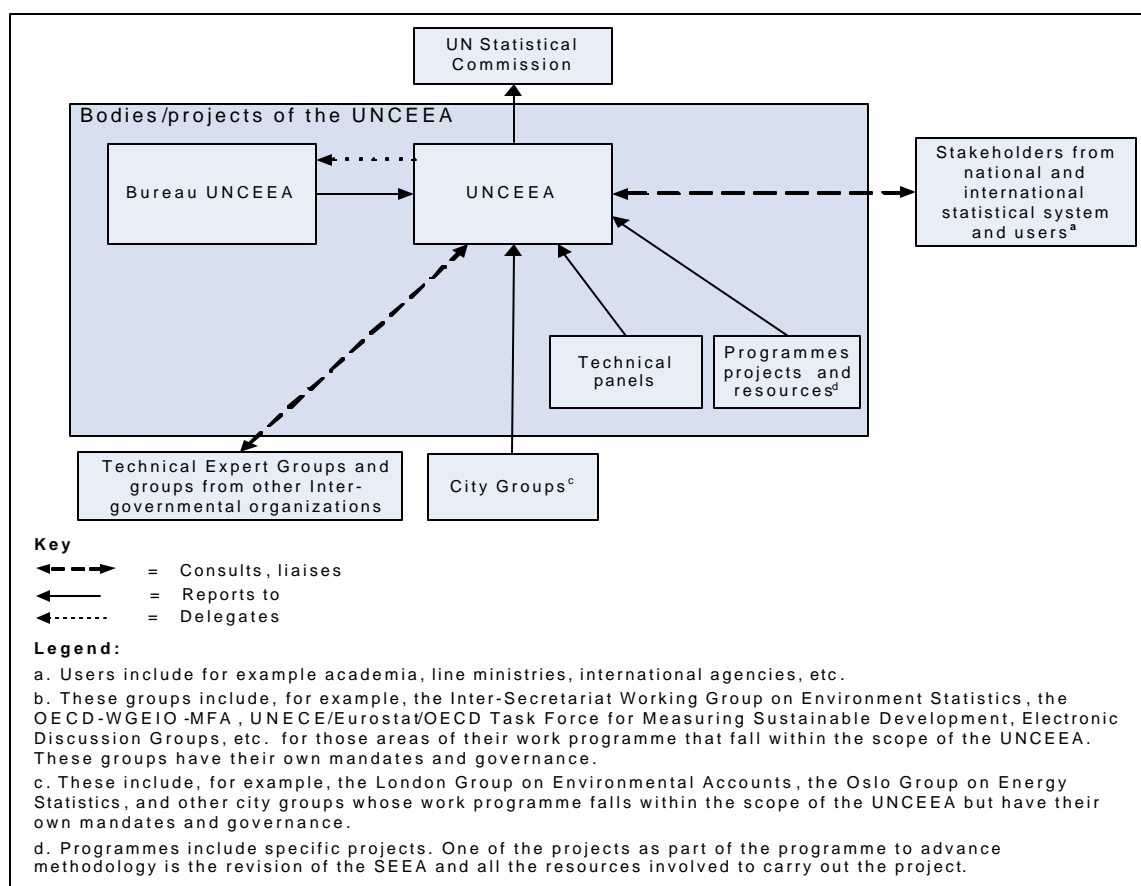 UN Statistical
Commission
Bodies/projects of the UNCEEA
Bureau UNCEEA
UNCEEA
Stakeholders from
national and
international
statistical system
and users a
Technical
panels
Programmes
projects and
resources d
Technical Expert Groups and
groups from other Inter-
governmental organizations
City Groups c
Key
= Consults, liaises
= Reports to
= Delegates
Legend:
a. Users include for example academia, line ministries, international agencies, etc.
b. These groups include, for example, the Inter-Secretariat Working Group on Environment Statistics, the
OECD-WGEIO-MFA, UNECE/Eurostat/OECD Task Force for Measuring Sustainable Development, Electronic
Discussion Groups, etc. for those areas of their work programme that fall within the scope of the UNCEEA.
These groups have their own mandates and governance.
c. These include, for example, the London Group on Environmental Accounts, the Oslo Group on Energy
Statistics, and other city groups whose work programme falls within the scope of the UNCEEA but have their
own mandates and governance.
d. Programmes include specific projects. One of the projects as part of the programme to advance
methodology is the revision of the SEEA and all the resources involved to carry out the project.